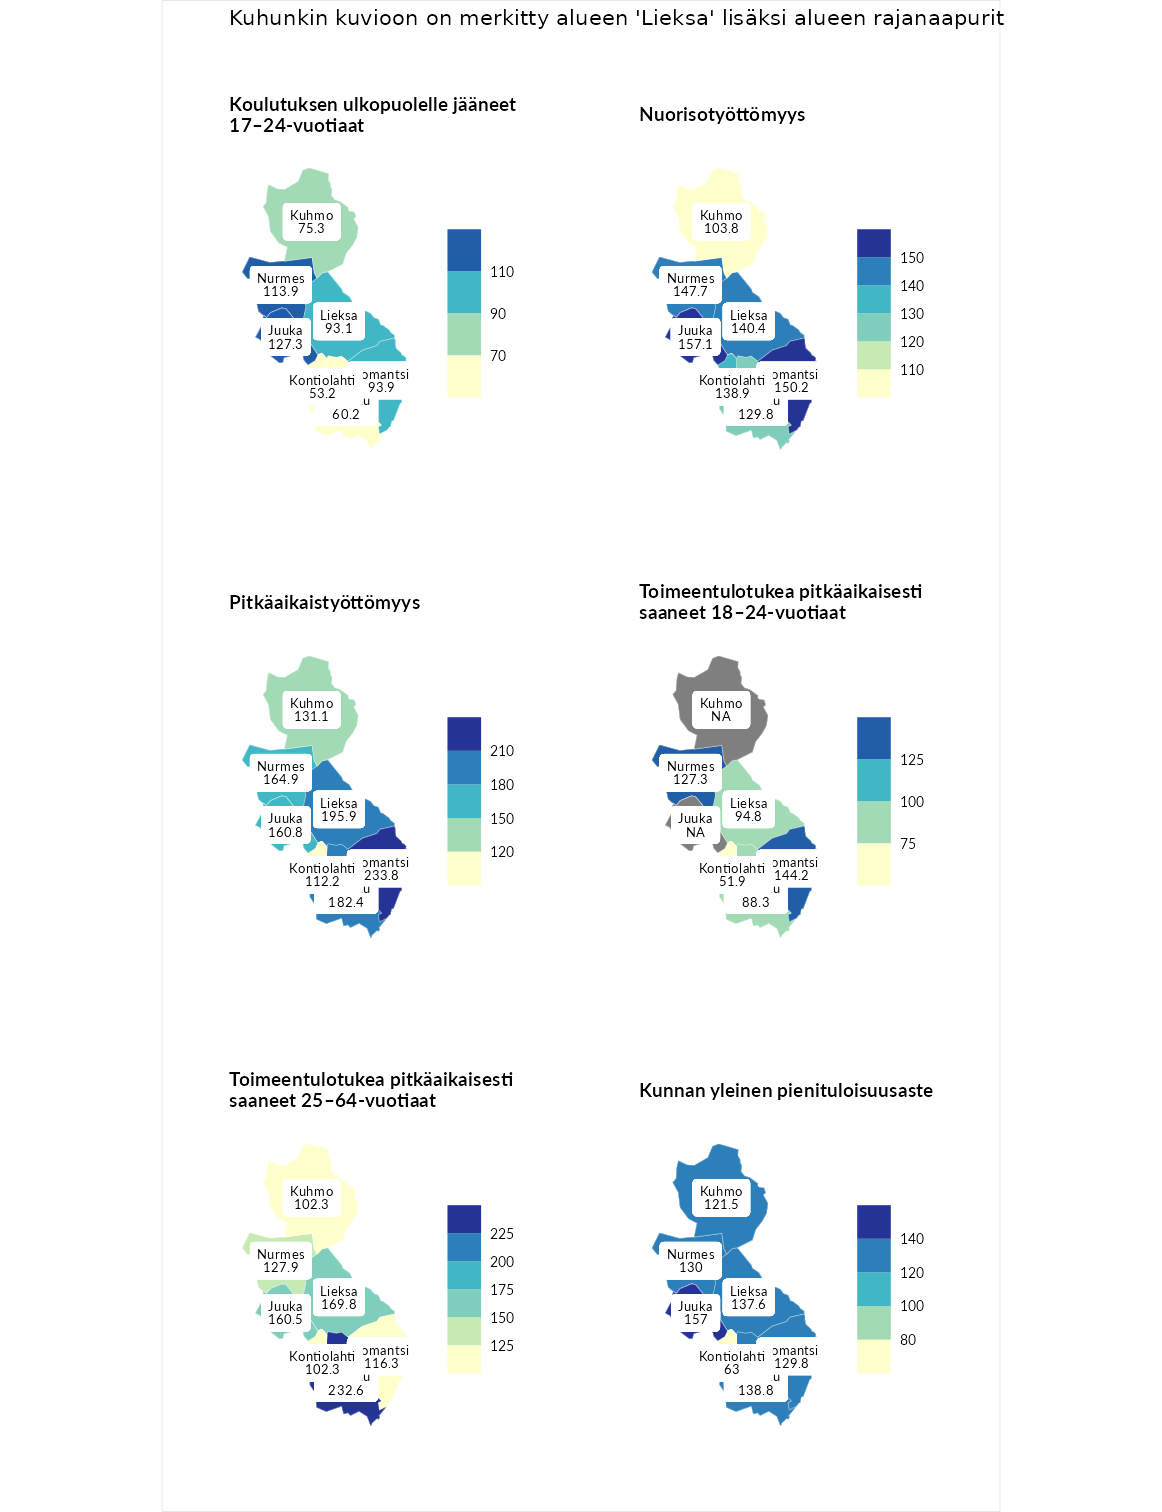 Kuhunkin kuvioon on merkitty alueen 'Lieksa' lisäksi alueen rajanaapurit
Koulutuksen ulkopuolelle jääneet
17–24-vuotiaat
Kuhmo
75.3
Nurmes
113.9
Lieksa
93.1
Juuka
127.3
Kontiolahti
53.2
93.9
60.2
110
90
70
Nuorisotyöttömyys
Kuhmo
103.8
Nurmes
147.7
Lieksa
140.4
Juuka
157.1
Kontiolahti
138.9
150.2
129.8
150
140
130
120
110
Pitkäaikaistyöttömyys
Kuhmo
131.1
Nurmes
164.9
Lieksa
195.9
Juuka
160.8
Kontiolahti
112.2
233.8
182.4
210
180
150
120
Toimeentulotukea pitkäaikaisesti
saaneet 18–24-vuotiaat
Kuhmo
NA
Nurmes
127.3
Lieksa
94.8
Juuka
NA
Kontiolahti
51.9
144.2
88.3
125
100
75
Toimeentulotukea pitkäaikaisesti
saaneet 25–64-vuotiaat
Kuhmo
102.3
Nurmes
127.9
Lieksa
169.8
Juuka
160.5
Kontiolahti
102.3
116.3
232.6
225
200
175
150
125
Kunnan yleinen pienituloisuusaste
Kuhmo
121.5
Nurmes
130
Lieksa
137.6
Juuka
157
Kontiolahti
63
129.8
138.8
140
120
100
80